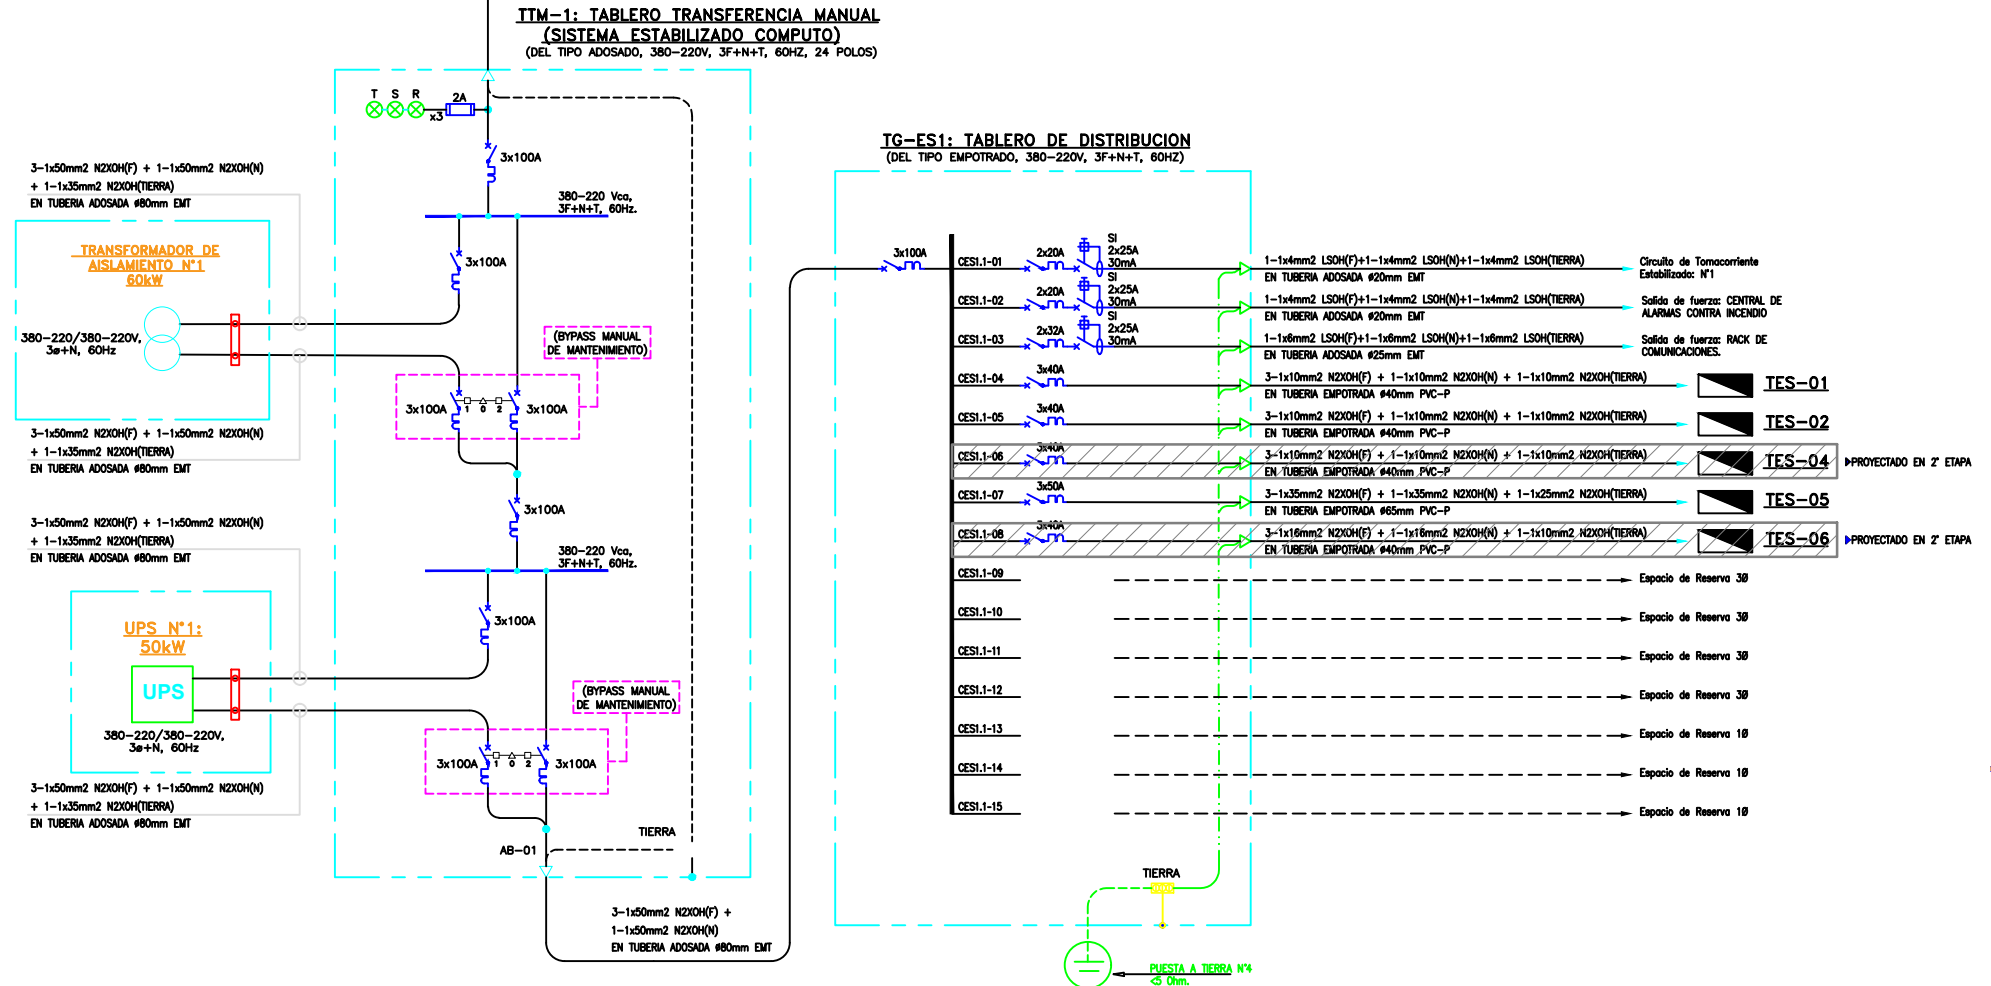 TTM-1: TABLERO TRANSFERENCIA MANUAL
(SISTEMA ESTABILIZADO COMPUTO)
(DEL TIPO ADOSADO, 380-220V, 3F+N+T, 60HZ, 24 POLOS)
T S R
2A
x3
3x100A
380-220 Vca,
3F+N+T, 60Hz.
3x100A
3-1x50mm2 N2XOH(F) + 1-1x50mm2 N2XOH(N)
+ 1-1x35mm2 N2XOH(TIERRA)
EN TUBERIA ADOSADA ø80mm EMT
TRANSFORMADOR DE
AISLAMIENTO N°1
60kW
380-220/380-220V,
3ø+N, 60Hz
(BYPASS MANUAL
DE MANTENIMIENTO)
3x100A
1 0 2
3x100A
3-1x50mm2 N2XOH(F) + 1-1x50mm2 N2XOH(N)
+ 1-1x35mm2 N2XOH(TIERRA)
EN TUBERIA ADOSADA ø80mm EMT
3x100A
3-1x50mm2 N2XOH(F) + 1-1x50mm2 N2XOH(N)
+ 1-1x35mm2 N2XOH(TIERRA)
EN TUBERIA ADOSADA ø80mm EMT
380-220 Vca,
3F+N+T, 60Hz.
3x100A
UPS N°1:
50kW
UPS
380-220/380-220V,
3ø+N, 60Hz
(BYPASS MANUAL
DE MANTENIMIENTO)
3x100A
1 0 2
3x100A
3-1x50mm2 N2XOH(F) + 1-1x50mm2 N2XOH(N)
+ 1-1x35mm2 N2XOH(TIERRA)
EN TUBERIA ADOSADA ø80mm EMT
TIERRA
AB-01
3-1x50mm2 N2XOH(F) +
1-1x50mm2 N2XOH(N)
EN TUBERIA ADOSADA ø80mm EMT
TG-ES1: TABLERO DE DISTRIBUCION
(DEL TIPO EMPOTRADO, 380-220V, 3F+N+T, 60HZ)
3x100A
CES1.1-01
2x20A
SI
2x25A
30mA
1-1x4mm2 LSOH(F)+1-1x4mm2 LSOH(N)+1-1x4mm2 LSOH(TIERRA)
EN TUBERIA ADOSADA ø20mm EMT
Circuito de Tomacorriente
Estabilizado: N°1
CES1.1-02
2x20A
SI
2x25A
30mA
1-1x4mm2 LSOH(F)+1-1x4mm2 LSOH(N)+1-1x4mm2 LSOH(TIERRA)
EN TUBERIA ADOSADA ø20mm EMT
Salida de fuerza: CENTRAL DE
ALARMAS CONTRA INCENDIO
CES1.1-03
2x32A
SI
2x25A
30mA
1-1x6mm2 LSOH(F)+1-1x6mm2 LSOH(N)+1-1x6mm2 LSOH(TIERRA)
EN TUBERIA ADOSADA ø25mm EMT
Salida de fuerza: RACK DE
COMUNICACIONES.
CES1.1-04
3x40A
3-1x10mm2 N2XOH(F) + 1-1x10mm2 N2XOH(N) + 1-1x10mm2 N2XOH(TIERRA)
EN TUBERIA EMPOTRADA ø40mm PVC-P
TES-01
CES1.1-05
3x40A
3-1x10mm2 N2XOH(F) + 1-1x10mm2 N2XOH(N) + 1-1x10mm2 N2XOH(TIERRA)
EN TUBERIA EMPOTRADA ø40mm PVC-P
TES-02
CES1.1-06
3x40A
3-1x10mm2 N2XOH(F) + 1-1x10mm2 N2XOH(N) + 1-1x10mm2 N2XOH(TIERRA)
EN TUBERIA EMPOTRADA ø40mm PVC-P
TES-04
PROYECTADO EN 2° ETAPA
CES1.1-07
3x50A
3-1x35mm2 N2XOH(F) + 1-1x35mm2 N2XOH(N) + 1-1x25mm2 N2XOH(TIERRA)
EN TUBERIA EMPOTRADA ø65mm PVC-P
TES-05
CES1.1-08
3x40A
3-1x16mm2 N2XOH(F) + 1-1x16mm2 N2XOH(N) + 1-1x10mm2 N2XOH(TIERRA)
EN TUBERIA EMPOTRADA ø40mm PVC-P
TES-06
PROYECTADO EN 2° ETAPA
CES1.1-09
Espacio de Reserva 3Ø
CES1.1-10
Espacio de Reserva 3Ø
CES1.1-11
Espacio de Reserva 3Ø
CES1.1-12
Espacio de Reserva 3Ø
CES1.1-13
Espacio de Reserva 1Ø
CES1.1-14
Espacio de Reserva 1Ø
CES1.1-15
Espacio de Reserva 1Ø
TIERRA
PUESTA A TIERRA N°4
<5 Ohm.